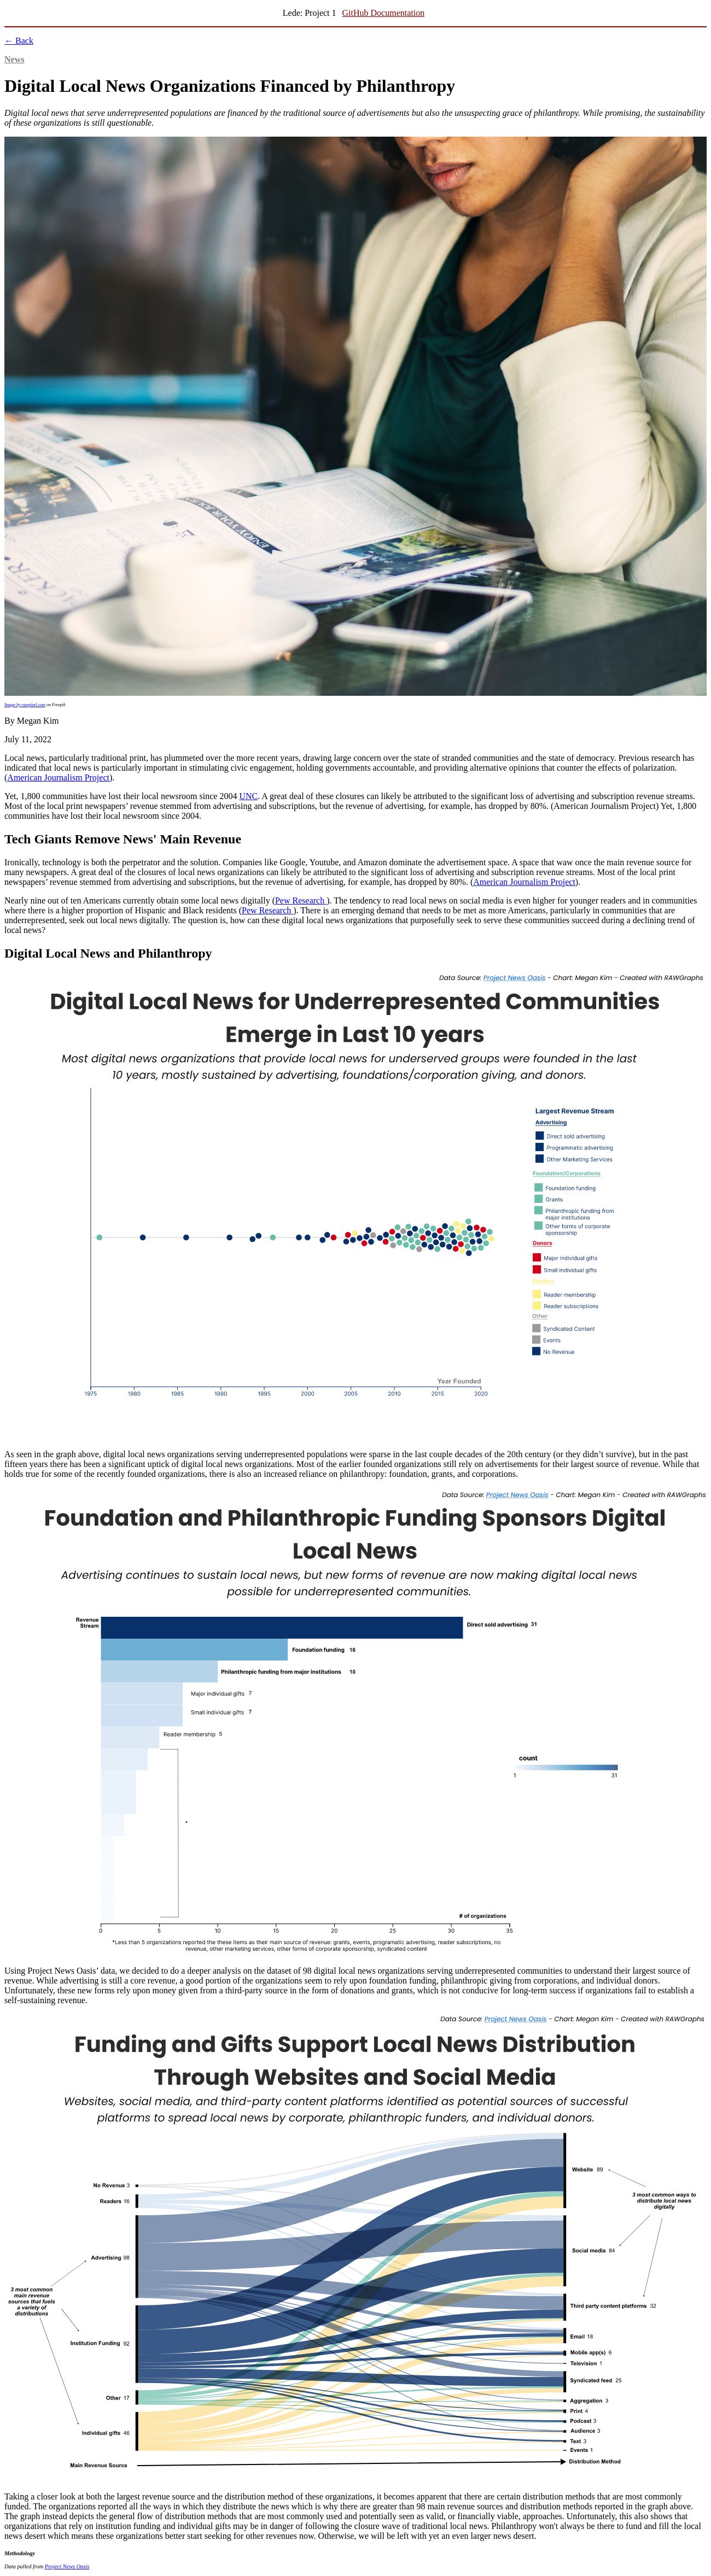 Lede: Project 1 GitHub Documentation
← Back
News
Digital Local News Organizations Financed by Philanthropy
Digital local news that serve underrepresented populations are financed by the traditional source of advertisements but also the unsuspecting grace of philanthropy. While promising, the sustainability
of these organizations is still questionable.
Image by rawpixel.com on Freepik
By Megan Kim
July 11, 2022
Local news, particularly traditional print, has plummeted over the more recent years, drawing large concern over the state of stranded communities and the state of democracy. Previous research has
indicated that local news is particularly important in stimulating civic engagement, holding governments accountable, and providing alternative opinions that counter the effects of polarization.
(American Journalism Project).
Yet, 1,800 communities have lost their local newsroom since 2004 UNC. A great deal of these closures can likely be attributed to the significant loss of advertising and subscription revenue streams.
Most of the local print newspapers’ revenue stemmed from advertising and subscriptions, but the revenue of advertising, for example, has dropped by 80%. (American Journalism Project) Yet, 1,800
communities have lost their local newsroom since 2004.
Tech Giants Remove News' Main Revenue
Ironically, technology is both the perpetrator and the solution. Companies like Google, Youtube, and Amazon dominate the advertisement space. A space that waw once the main revenue source for
many newspapers. A great deal of the closures of local news organizations can likely be attributed to the significant loss of advertising and subscription revenue streams. Most of the local print
newspapers’ revenue stemmed from advertising and subscriptions, but the revenue of advertising, for example, has dropped by 80%. (American Journalism Project).
Nearly nine out of ten Americans currently obtain some local news digitally (Pew Research ). The tendency to read local news on social media is even higher for younger readers and in communities
where there is a higher proportion of Hispanic and Black residents (Pew Research ). There is an emerging demand that needs to be met as more Americans, particularly in communities that are
underrepresented, seek out local news digitally. The question is, how can these digital local news organizations that purportedly seek to serve these communities succeed during a declining trend of
local news?
Digital Local News and Philanthropy
Data Source: Project News Oasis - Chart: Megan Kim - Created with RAWGraphs
Digital Local News for Underrepresented Communities
Emerge in Last 10 years
Most digital news organizations that provide local news for underserved groups were founded in the last
10 years, mostly sustained by advertising, foundations/corporation giving, and donors.
Largest Revenue Stream
Advertising
Direct sold advertising
Programmatic advertising
Other Marketing Services
Foundation/Corporations
Foundation funding
Grants
Philanthropic funding from
major institutions
Other forms of corporate
sponsorship
Donors
Major individual gifts
Small individual gifts
Reader membership
Reader subscriptions
Other
Syndicated Content
Events
No Revenue
Year Founded
1975 1980 1985 1990 1995 2000 2005 2010 2015 2020
As seen in the graph above, digital local news organizations serving underrepresented populations were sparse in the last couple decades of the 20th century (or they didn’t survive), but in the past
fifteen years there has been a significant uptick of digital local news organizations. Most of the earlier founded organizations still rely on advertisements for their largest source of revenue. While that
holds true for some of the recently founded organizations, there is also an increased reliance on philanthropy: foundation, grants, and corporations.
Data Source: Project News Oasis - Chart: Megan Kim - Created with RAWGraphs
Foundation and Philanthropic Funding Sponsors Digital
Local News
Advertising continues to sustain local news, but new forms of revenue are now making digital local news
possible for underrepresented communities.
Revenue
Stream
Direct sold advertising 31
Foundation funding 16
Philanthropic funding from major institutions 10
Major individual gifts 7
Small individual gifts 7
Reader membership 5
count
1 31
*
# of organizations
0 5 10 15 20 25 30 35
*Less than 5 organizations reported the these items as their main source of revenue: grants, events, programatic advertising, reader subscriptions, no
revenue, other marketing services, other forms of corporate sponsorship, syndicated content
Using Project News Oasis’ data, we decided to do a deeper analysis on the dataset of 98 digital local news organizations serving underrepresented communities to understand their largest source of
revenue. While advertising is still a core revenue, a good portion of the organizations seem to rely upon foundation funding, philanthropic giving from corporations, and individual donors.
Unfortunately, these new forms rely upon money given from a third-party source in the form of donations and grants, which is not conducive for long-term success if organizations fail to establish a
self-sustaining revenue.
Data Source: Project News Oasis - Chart: Megan Kim - Created with RAWGraphs
Funding and Gifts Support Local News Distribution
Through Websites and Social Media
Websites, social media, and third-party content platforms identified as potential sources of successful
platforms to spread local news by corporate, philanthropic funders, and individual donors.
No Revenue 3
Readers 16
Advertising 98
3 most common
main revenue
sources that fuels
a variety of
distributions
Institution Funding 92
Other 17
Individual gifts 46
Main Revenue Source
Website 89
3 most common ways to
distribute local news
digitally
Social media 84
Third party content platforms 32
Email 18
Mobile app(s) 6
Television 1
Syndicated feed 25
Aggregation 3
Print 4
Podcast 3
Audience 3
Text 3
Events 1
Distribution Method
Taking a closer look at both the largest revenue source and the distribution method of these organizations, it becomes apparent that there are certain distribution methods that are most commonly
funded. The organizations reported all the ways in which they distribute the news which is why there are greater than 98 main revenue sources and distribution methods reported in the graph above.
The graph instead depicts the general flow of distribution methods that are most commonly used and potentially seen as valid, or financially viable, approaches. Unfortunately, this also shows that
organizations that rely on institution funding and individual gifts may be in danger of following the closure wave of traditional local news. Philanthropy won't always be there to fund and fill the local
news desert which means these organizations better start seeking for other revenues now. Otherwise, we will be left with yet an even larger news desert.
Methodology
Data pulled from Project News Oasis